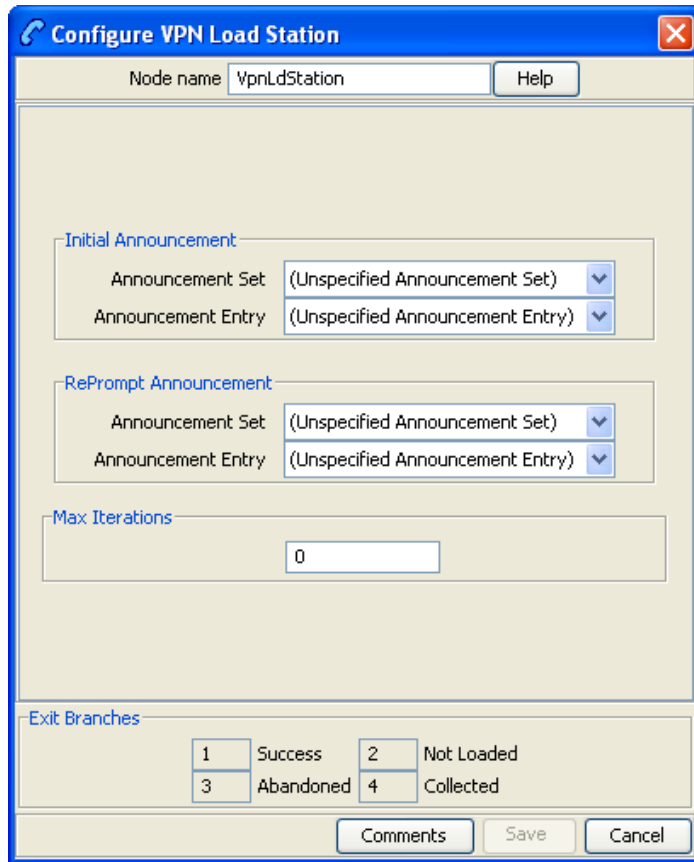 Configure VPN Load Station
Node name VpnLdStation Help
Initial Announcement
Announcement Set (Unspecified Announcement Set)
Announcement Entry (Unspecified Announcement Entry)
RePrompt Announcement
Announcement Set (Unspecified Announcement Set)
Announcement Entry (Unspecified Announcement Entry)
Max Iterations
0
Exit Branches
1 Success 2 Not Loaded
3 Abandoned 4 Collected
Comments Save Cancel